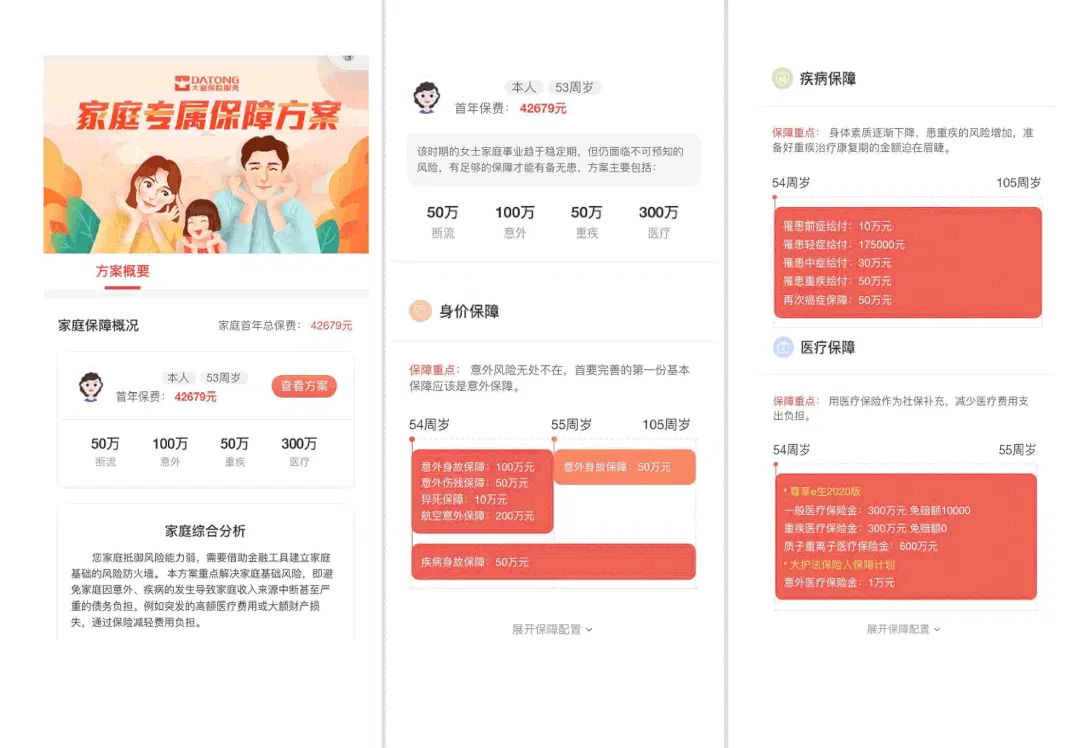 DATONG
大童保险服务
家庭专属保障方案
方案概要
家庭保障概况
家庭首年总保费： 42679元
本人 53周岁
首年保费： 42679元
查看方案
50万 100万 50万 300万
断流 意外 重疾 医疗
家庭综合分析
您家庭抵御风险能力弱，需要借助金融工具建立家庭
基础的风险防火墙。本方案重点解决家庭基础风险，即避
免家庭因意外、疾病的发生导致家庭收入来源中断甚至严
重的债务负担。例如突发的高额医疗费用或大额财产损
失，通过保险减轻费用负担。
本人 53周岁
首年保费： 42679元
该时期的女士家庭事业趋于稳定期，但仍面临不可预知的
风险，有足够的保障才能有备无患，方案主要包括：
50万 100万 50万 300万
断流 意外 重疾 医疗
身价保障
保障重点： 意外风险无处不在，首要完善的第一份基本
保障应该是意外保障。
54周岁 55周岁 105周岁
意外身故保障：100万元
意外伤残保障：50万元
猝死保障：10万元
航空意外保障：200万元
意外身故保障：50万元
疾病身故保障：50万元
展开保障配置
疾病保障
保障重点： 身体素质逐渐下降，患重疾的风险增加，准
备好重疾治疗康复期的金额迫在眉睫。
54周岁 105周岁
罹患前症给付：10万元
罹患轻症给付：175000元
罹患中症给付：30万元
罹患重疾给付：50万元
再次癌症保障：50万元
医疗保障
保障重点： 用医疗保险作为社保补充，减少医疗费用支
出负担。
54周岁 55周岁
* 尊享e生2020版
一般医疗保险金：300万元 免赔额10000
重疾医疗保险金：300万元 免赔额0
质子重离子医疗保险金：600万元
* 大护法保险人保障计划
意外医疗保险金：1万元
展开保障配置